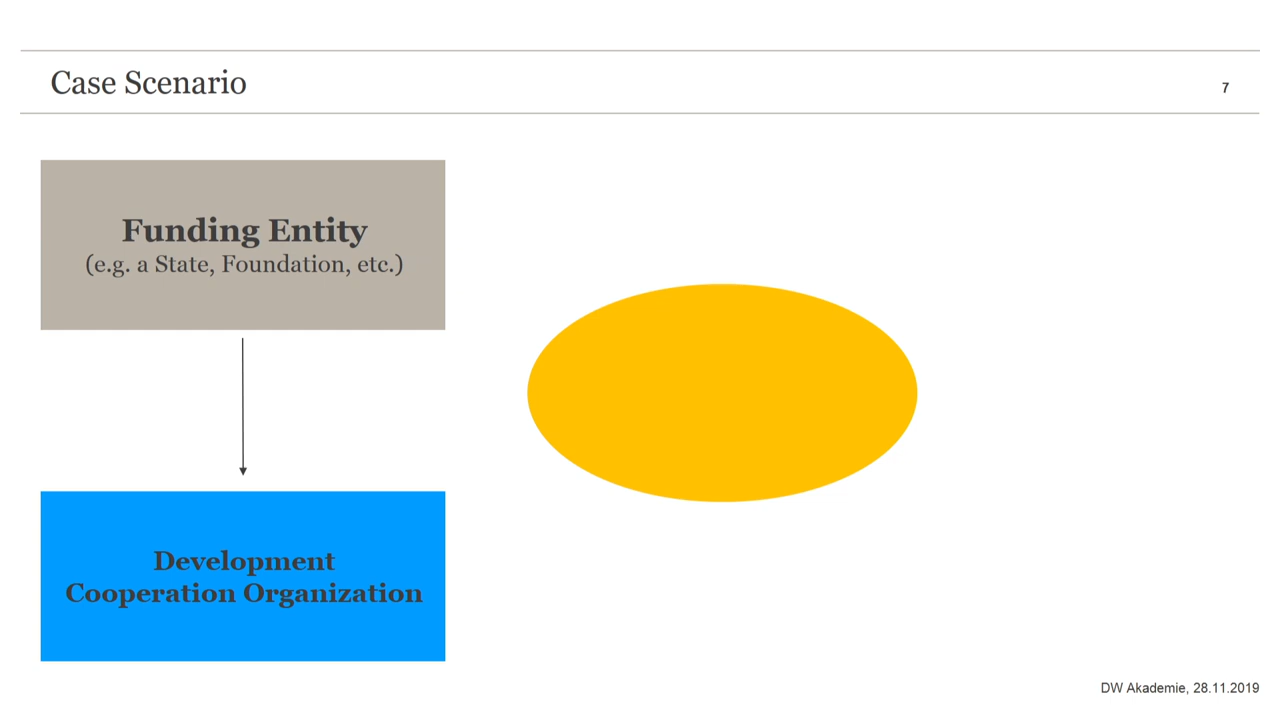 Case Scenario
7
Funding Entity
(e.g. a State, Foundation, etc.)
Development
Cooperation Organization
DW Akademie, 28.11.2019